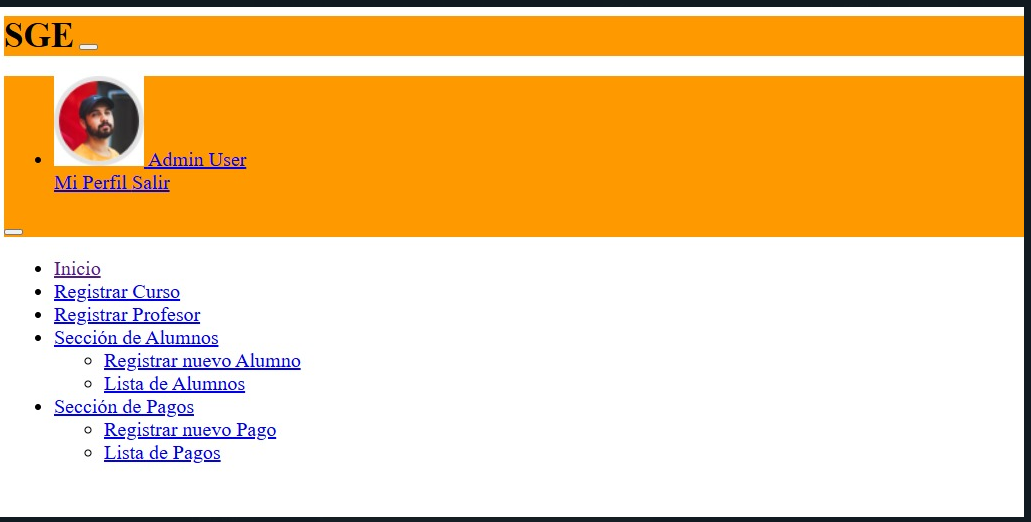 SGE
Admin User
Mi Perfil Salir
Inicio
Registrar Curso
Registrar Profesor
Sección de Alumnos
Registrar nuevo Alumno
Lista de Alumnos
Sección de Pagos
Registrar nuevo Pago
Lista de Pagos